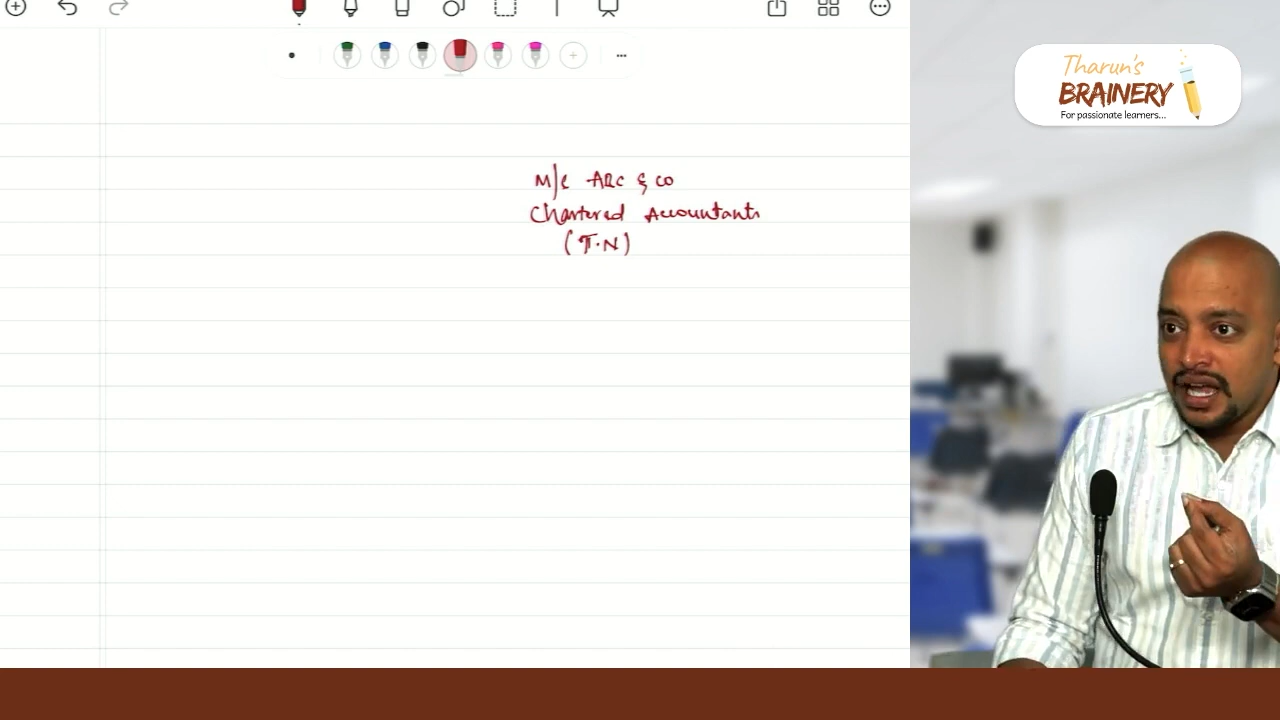 Tharun's
BRAINERY
For passionate learners...
M/s ABC & Co
Chartered Accountants
(T.N)